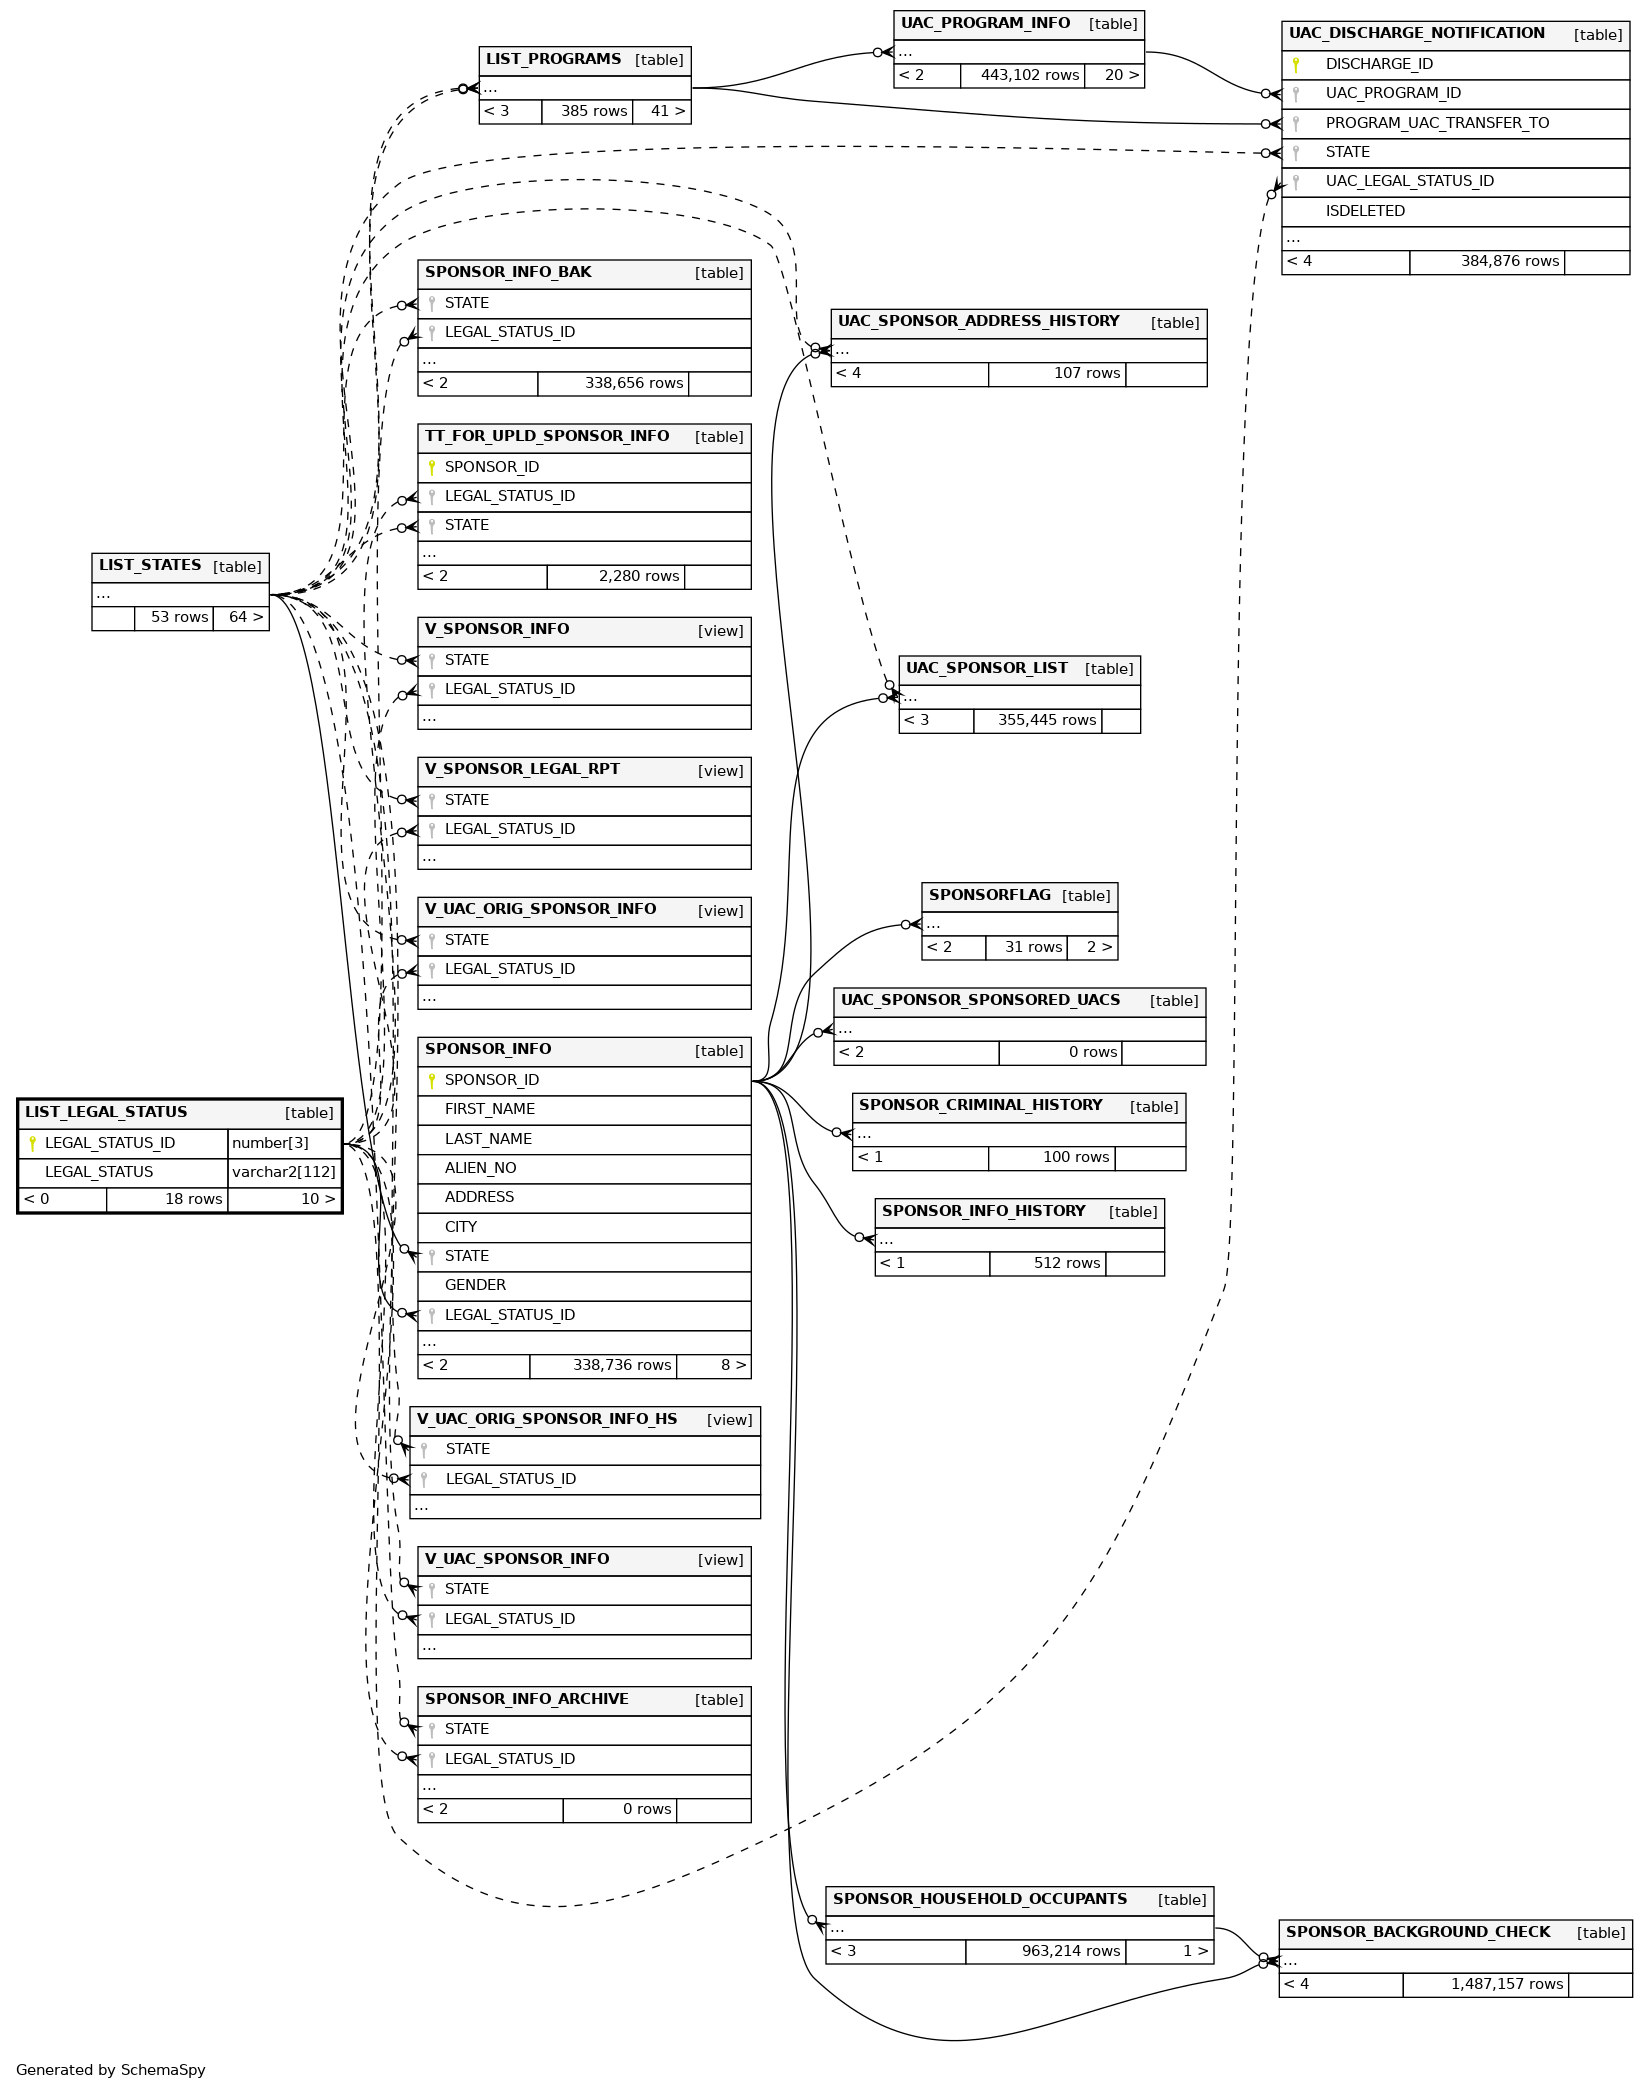 UAC_PROGRAM_INFO [table]
...
< 2 443,102 rows 20 >
UAC_DISCHARGE_NOTIFICATION [table]
DISCHARGE_ID
UAC_PROGRAM_ID
PROGRAM_UAC_TRANSFER_TO
STATE
UAC_LEGAL_STATUS_ID
ISDELETED
...
< 4 384,876 rows
LIST_PROGRAMS [table]
...
< 3 385 rows 41 >
SPONSOR_INFO_BAK [table]
STATE
LEGAL_STATUS_ID
...
< 2 338,656 rows
UAC_SPONSOR_ADDRESS_HISTORY [table]
...
< 4 107 rows
TT_FOR_UPLD_SPONSOR_INFO [table]
SPONSOR_ID
LEGAL_STATUS_ID
STATE
...
< 2 2,280 rows
LIST_STATES [table]
...
53 rows 64 >
V_SPONSOR_INFO [view]
STATE
LEGAL_STATUS_ID
...
UAC_SPONSOR_LIST [table]
...
< 3 355,445 rows
V_SPONSOR_LEGAL_RPT [view]
STATE
LEGAL_STATUS_ID
...
V_UAC_ORIG_SPONSOR_INFO [view]
STATE
LEGAL_STATUS_ID
...
SPONSORFLAG [table]
...
< 2 31 rows 2 >
UAC_SPONSOR_SPONSORED_UACS [table]
...
< 2 0 rows
SPONSOR_INFO [table]
SPONSOR_ID
FIRST_NAME
LAST_NAME
ALIEN_NO
ADDRESS
CITY
STATE
GENDER
LEGAL_STATUS_ID
...
< 2 338,736 rows 8 >
LIST_LEGAL_STATUS [table]
LEGAL_STATUS_ID number[3]
LEGAL_STATUS varchar2[112]
< 0 18 rows 10 >
SPONSOR_CRIMINAL_HISTORY [table]
...
< 1 100 rows
SPONSOR_INFO_HISTORY [table]
...
< 1 512 rows
V_UAC_ORIG_SPONSOR_INFO_HS [view]
STATE
LEGAL_STATUS_ID
...
V_UAC_SPONSOR_INFO [view]
STATE
LEGAL_STATUS_ID
...
SPONSOR_INFO_ARCHIVE [table]
STATE
LEGAL_STATUS_ID
...
< 2 0 rows
SPONSOR_HOUSEHOLD_OCCUPANTS [table]
...
< 3 963,214 rows 1 >
SPONSOR_BACKGROUND_CHECK [table]
...
< 4 1,487,157 rows
Generated by SchemaSpy